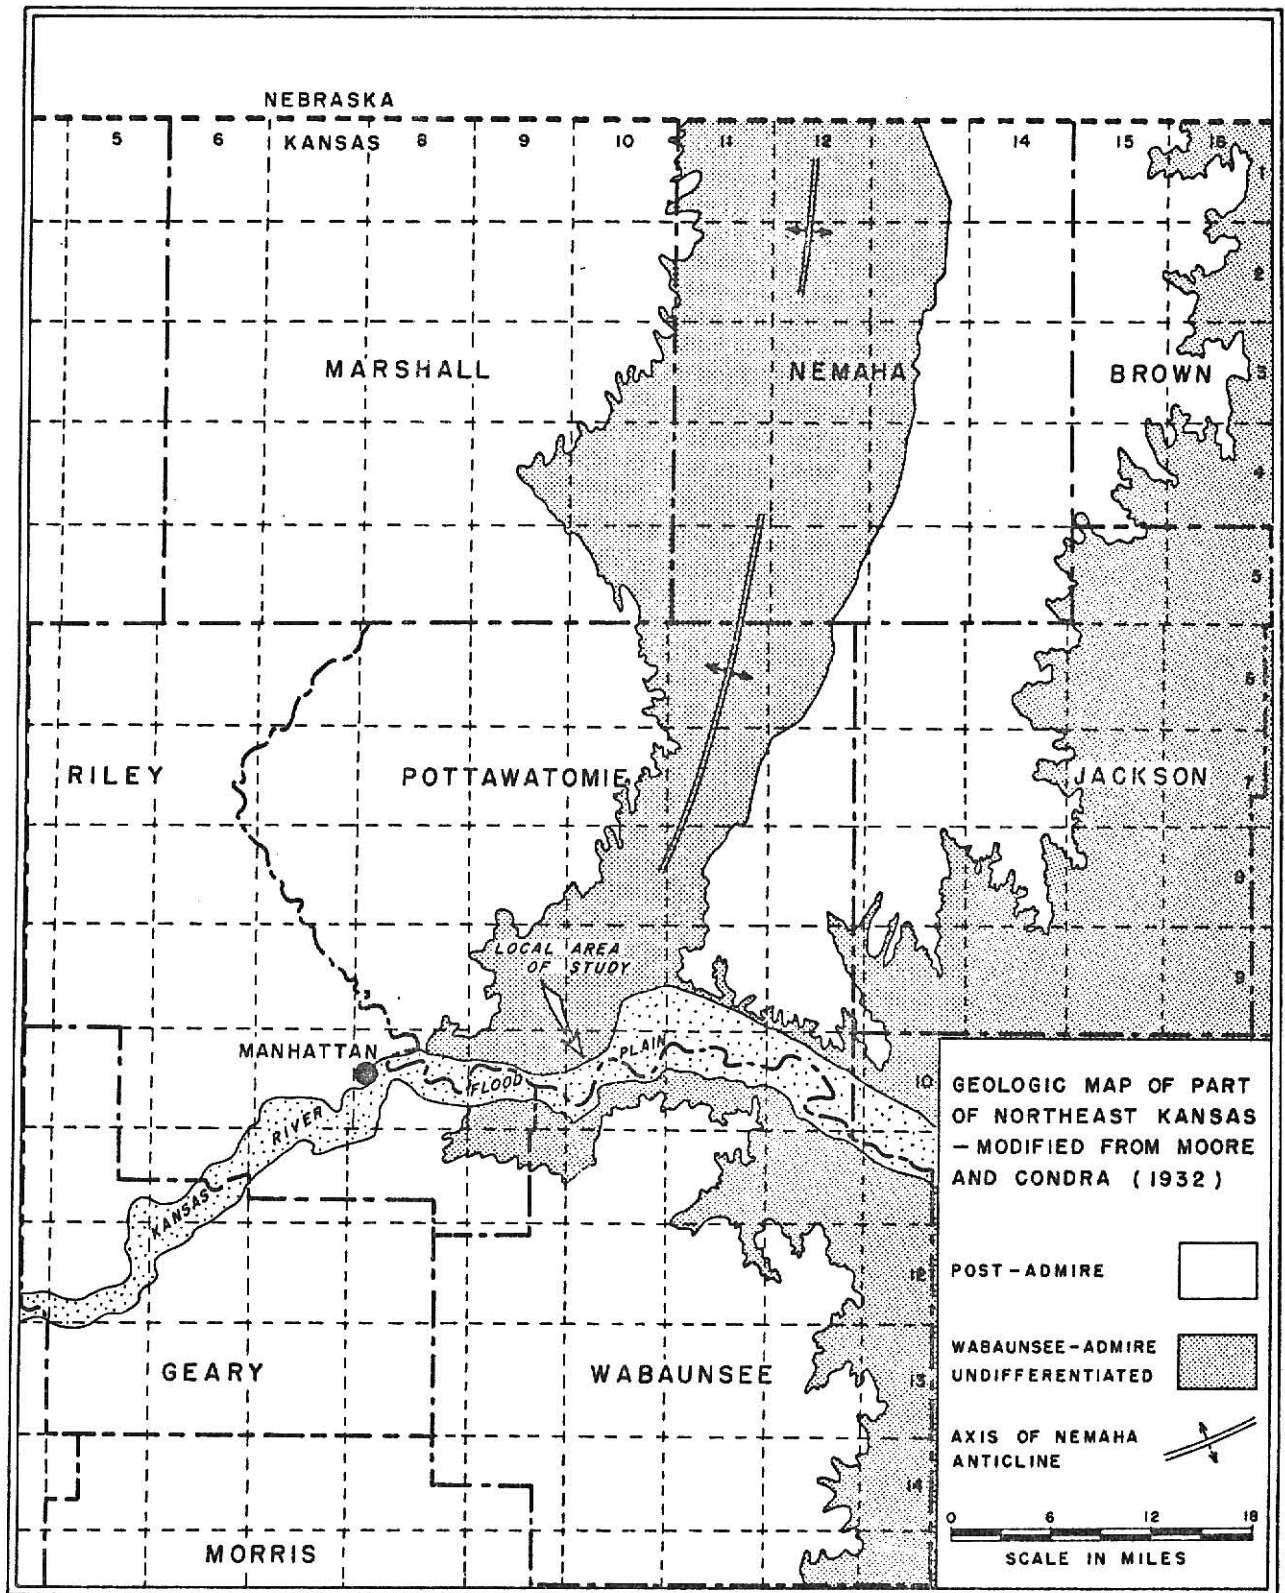 NEBRASKA
5 6 KANSAS 8 9 10 11 12 14 15 16
1
2
MARSHALL NEMAHA BROWN 3
4
5
6
RILEY POTTAWATOMIE JACKSON 7
9
LOCAL AREA
OF STUDY
9
MANHATTAN
FLOOD PLAIN
KANSAS RIVER
10
12
GEARY WABAUNSEE 13
14
MORRIS
GEOLOGIC MAP OF PART
OF NORTHEAST KANSAS
— MODIFIED FROM MOORE
AND CONDRA (1932)
POST-ADMIRE
WABAUNSEE-ADMIRE
UNDIFFERENTIATED
AXIS OF NEMAHA
ANTICLINE
0 6 12 18
SCALE IN MILES